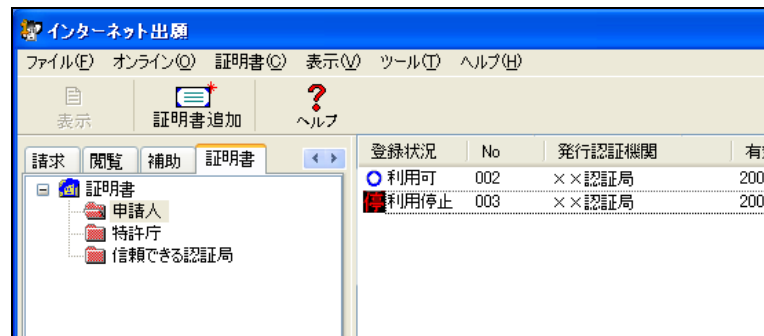 インターネット出願
ファイル(F) オンライン(O) 証明書(C) 表示(V) ツール(T) ヘルプ(H)
表示 証明書追加 ヘルプ
請求 閲覧 補助 証明書
証明書
申請人
特許庁
信頼できる認証局
登録状況 No 発行認証機関 有
利用可 002 ××認証局 200
停 利用停止 003 ××認証局 200